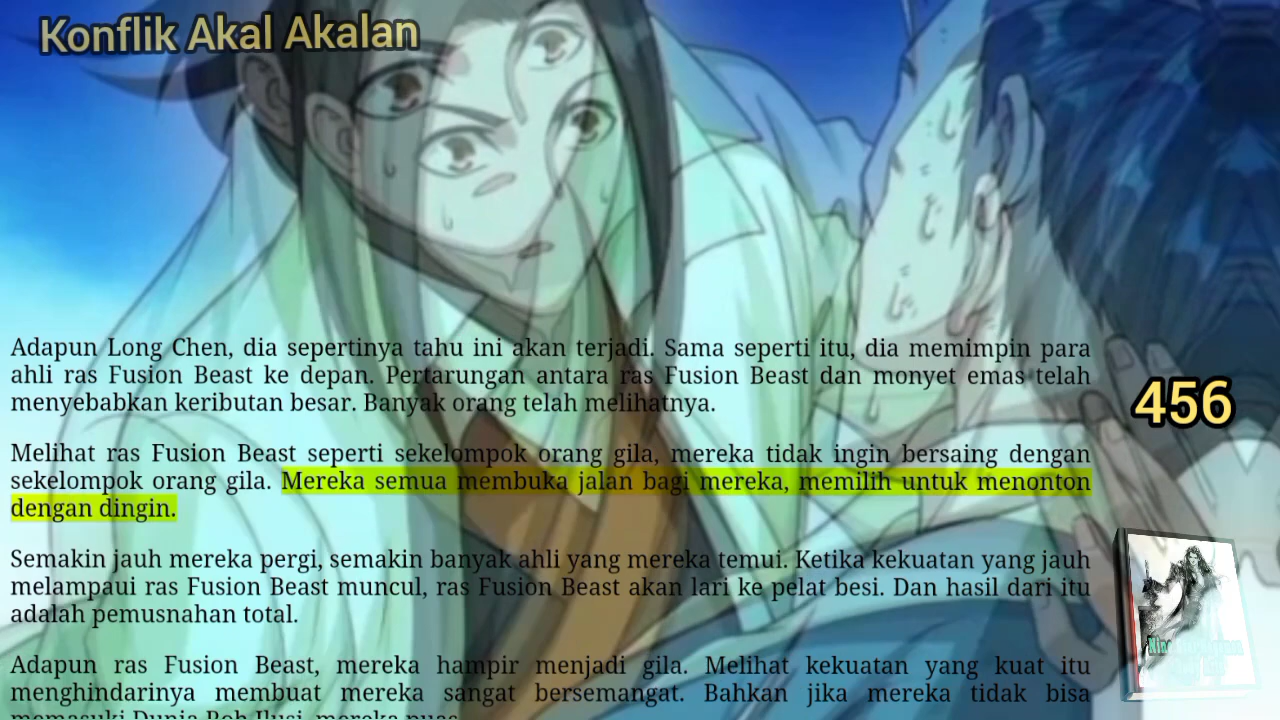 Konflik Akal Akalan
Adapun Long Chen, dia sepertinya tahu ini akan terjadi. Sama seperti itu, dia memimpin para
ahli ras Fusion Beast ke depan. Pertarungan antara ras Fusion Beast dan monyet emas telah
menyebabkan keributan besar. Banyak orang telah melihatnya.
456
Melihat ras Fusion Beast seperti sekelompok orang gila, mereka tidak ingin bersaing dengan
sekelompok orang gila. Mereka semua membuka jalan bagi mereka, memilih untuk menonton
dengan dingin.
Semakin jauh mereka pergi, semakin banyak ahli yang mereka temui. Ketika kekuatan yang jauh
melampaui ras Fusion Beast muncul, ras Fusion Beast akan lari ke pelat besi. Dan hasil dari itu
adalah pemusnahan total.
Adapun ras Fusion Beast, mereka hampir menjadi gila. Melihat kekuatan yang kuat itu
menghindarinya membuat mereka sangat bersemangat. Bahkan jika mereka tidak bisa
memasuki Dunia Roh Ilusi, mereka puas